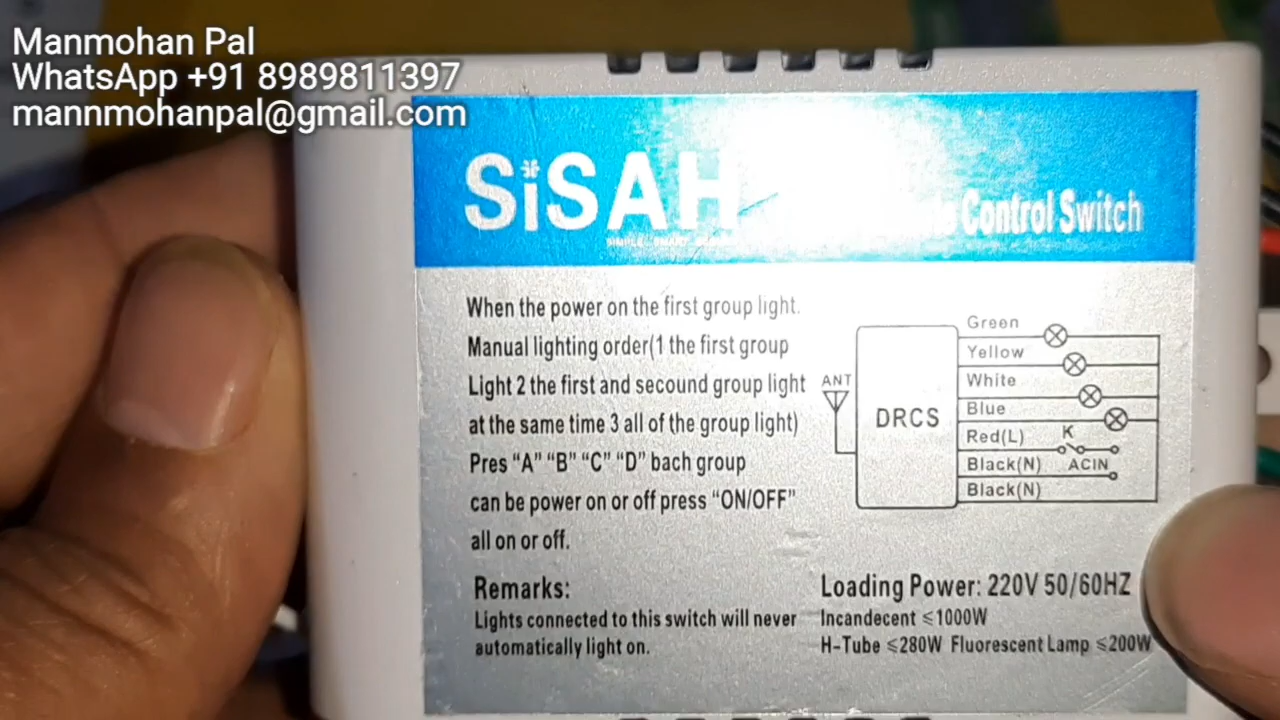 Manmohan Pal
WhatsApp +91 8989811397
mannmohanpal@gmail.com
SiSAH
Control Switch
SIMPLE SMART
When the power on the first group light.
Manual lighting order(1 the first group
Light 2 the first and secound group light
at the same time 3 all of the group light)
Pres “A” “B” “C” “D” bach group
can be power on or off press “ON/OFF”
all on or off.
Remarks:
Lights connected to this switch will never
automatically light on.
ANT
DRCS
Green
Yellow
White
Blue
Red(L)
K
Black(N)
ACIN
Black(N)
Loading Power: 220V 50/60HZ
Incandecent ≤1000W
H-Tube ≤280W Fluorescent Lamp ≤200W